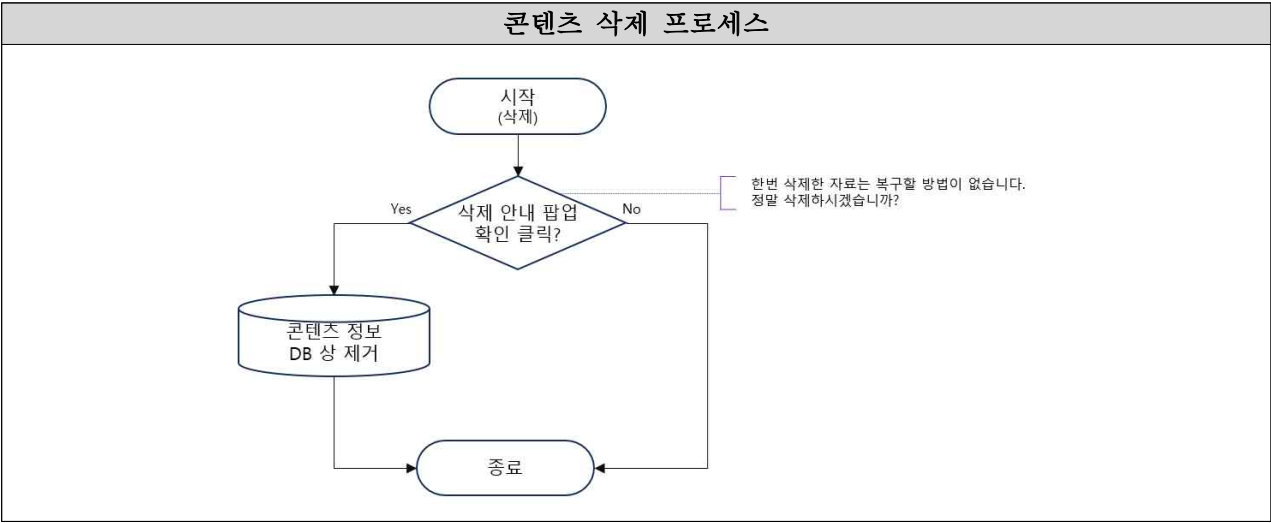 콘텐츠 삭제 프로세스
시작
(삭제)
한번 삭제한 자료는 복구할 방법이 없습니다.
정말 삭제하시겠습니까?
Yes
삭제 안내 팝업
확인 클릭?
No
콘텐츠 정보
DB 상 제거
종료